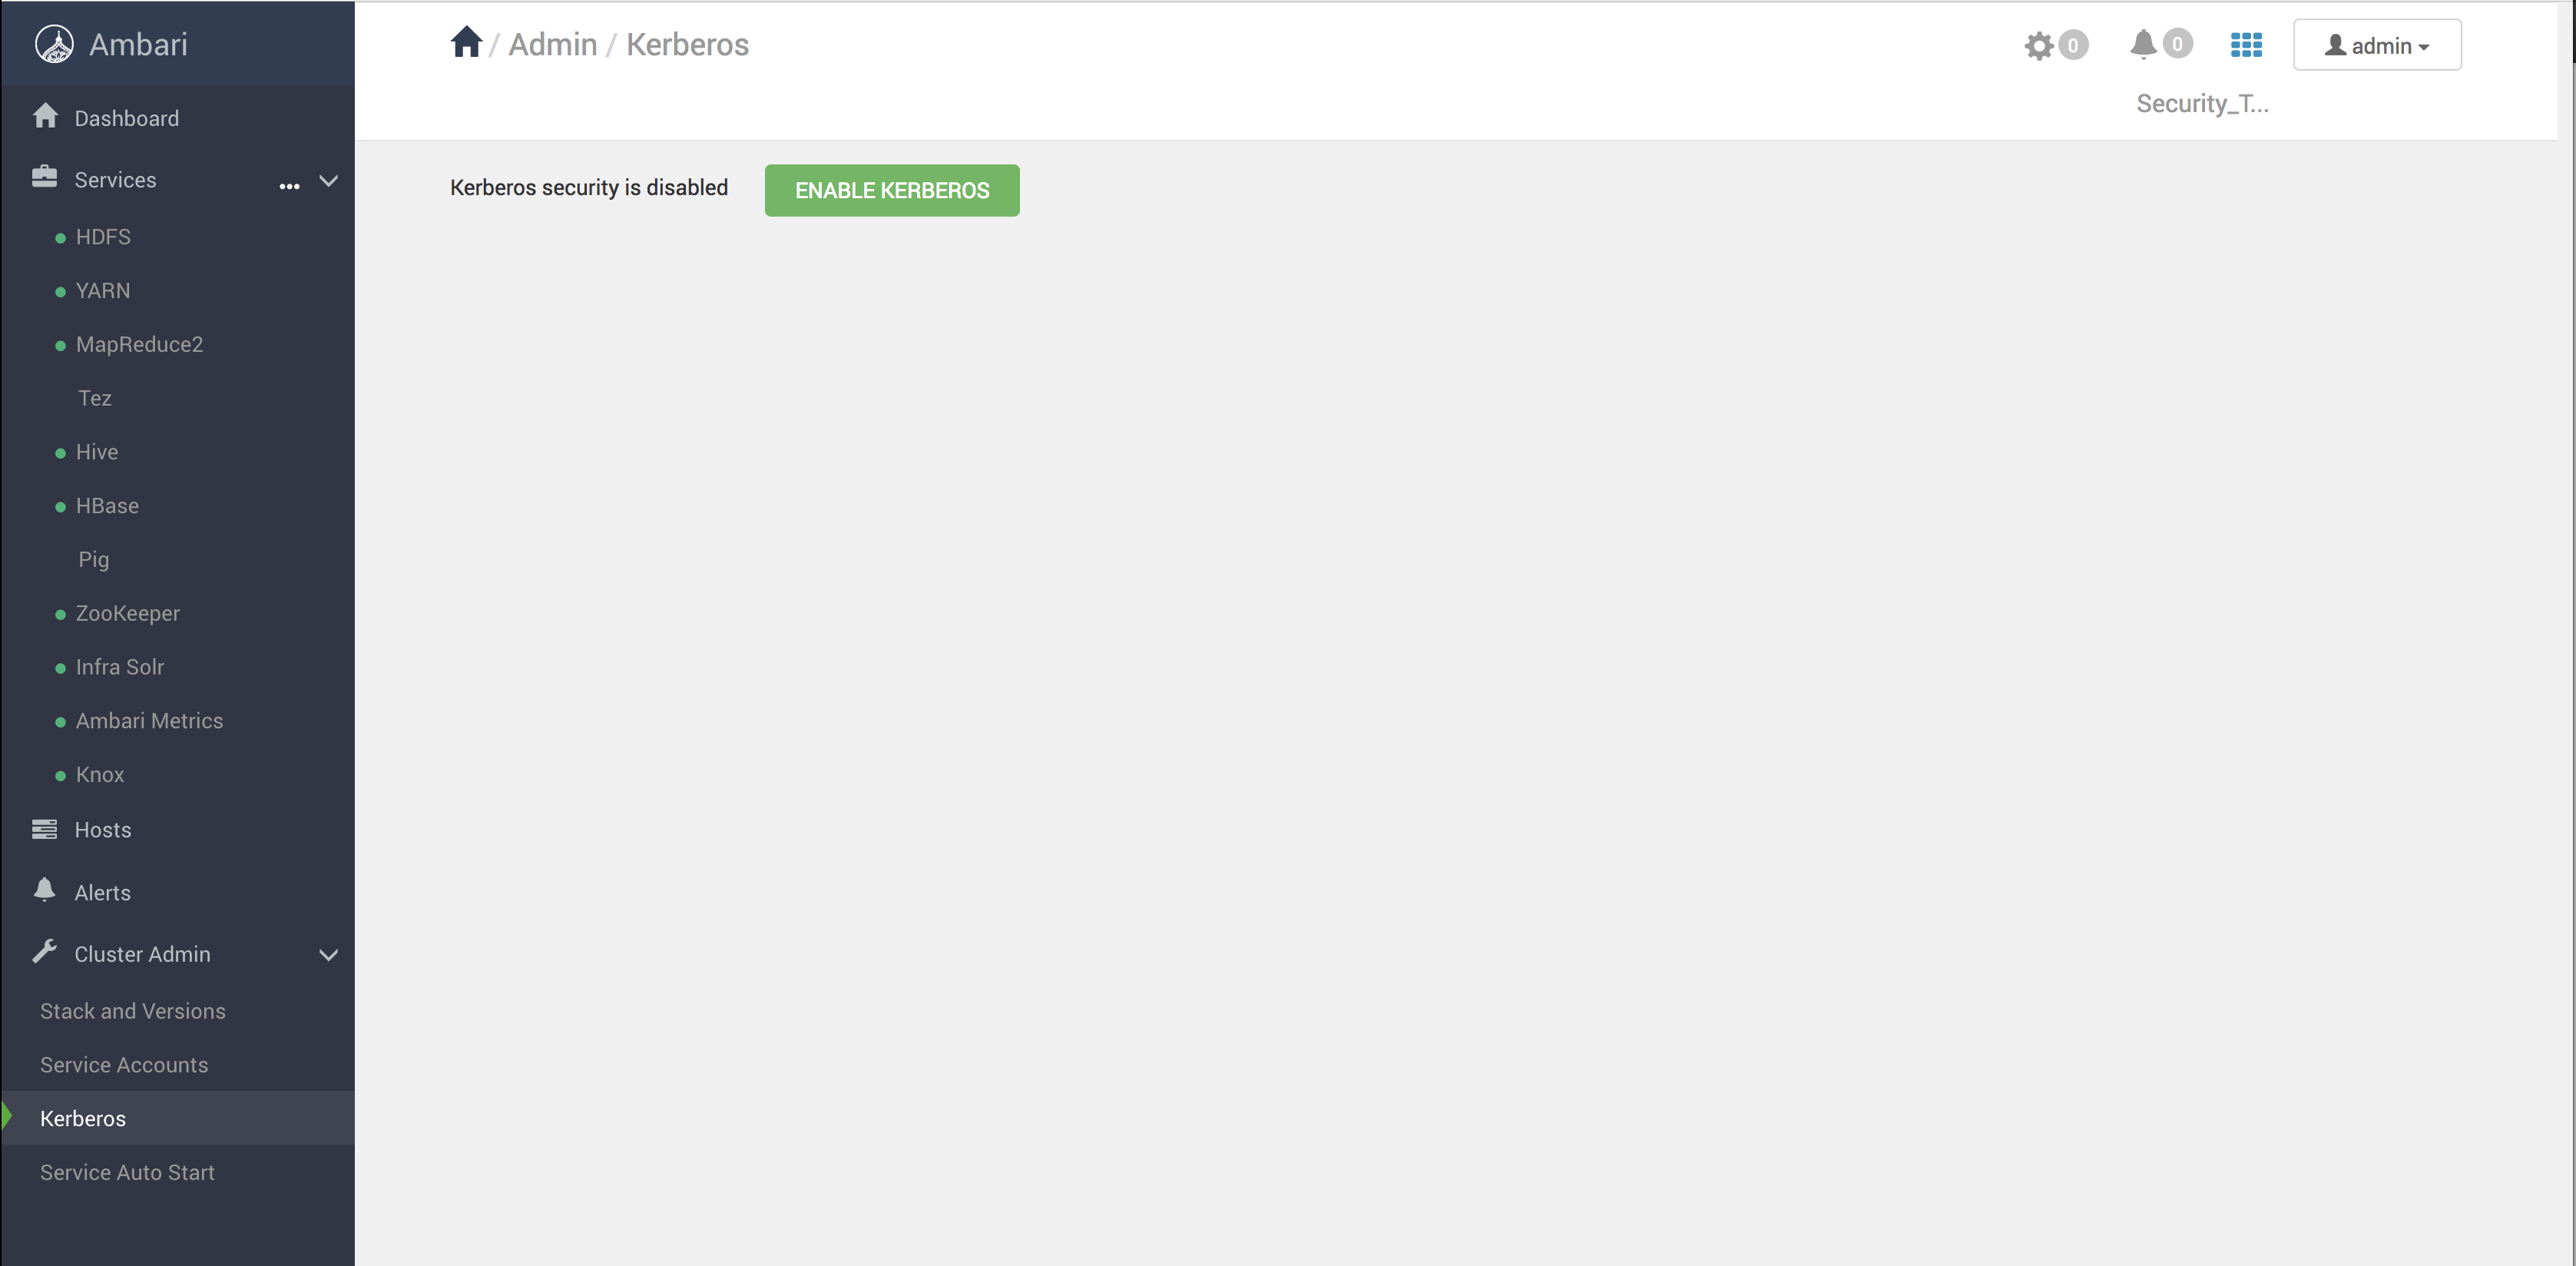 Ambari
/ Admin / Kerberos
0
0
admin
Security_T...
Dashboard
Services
...
HDFS
YARN
MapReduce2
Tez
Hive
HBase
Pig
ZooKeeper
Infra Solr
Ambari Metrics
Knox
Hosts
Alerts
Cluster Admin
Stack and Versions
Service Accounts
Kerberos
Service Auto Start
Kerberos security is disabled
ENABLE KERBEROS